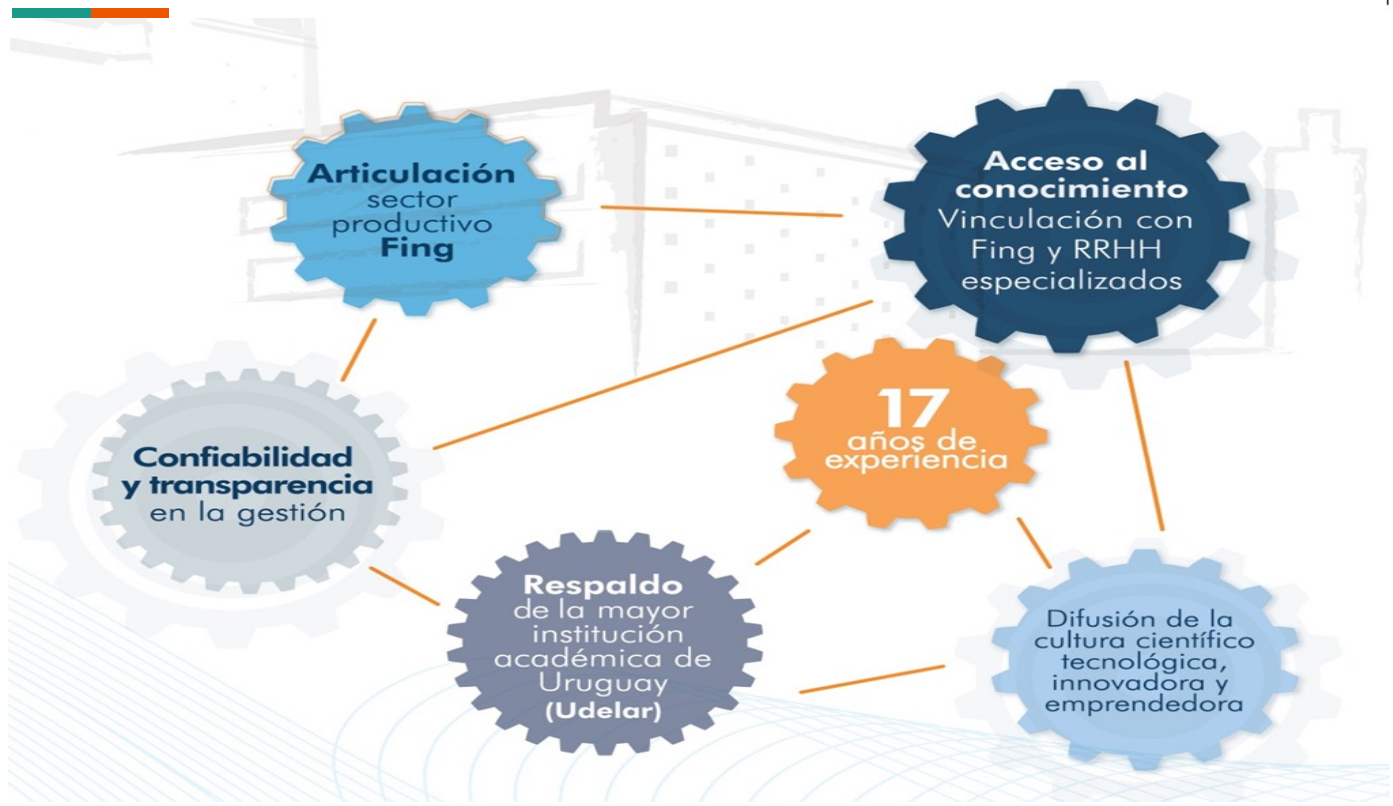 Articulación
sector
productivo
Fing
Acceso al
conocimiento
Vinculación con
Fing y RRHH
especializados
17
años de
experiencia
Confiabilidad
y transparencia
en la gestión
Respaldo
de la mayor
institución
académica de
Uruguay
(Udelar)
Difusión de la
cultura científico
tecnológica,
innovadora y
emprendedora